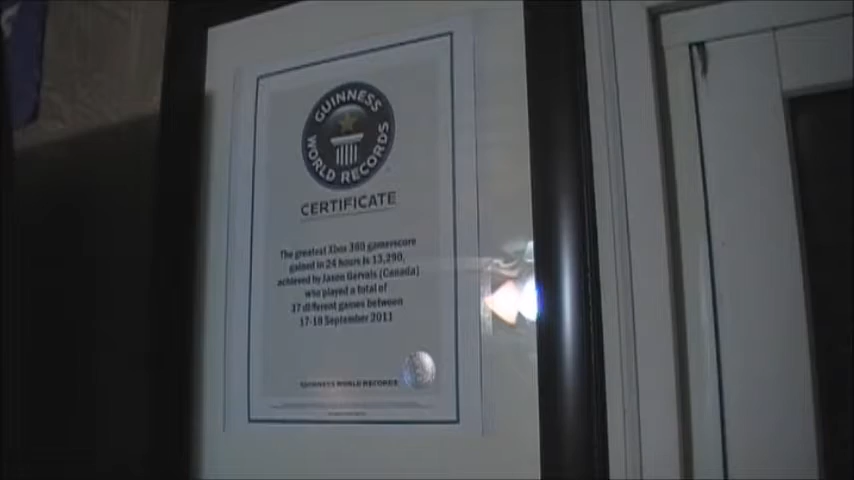 GUINNESS
WORLD RECORDS
CERTIFICATE
The greatest Xbox 360 gamerscore
gained in 24 hours is 13,290,
achieved by Jason Gervais (Canada)
who played a total of
17 different games between
17-18 September 2011
GUINNESS WORLD RECORDS